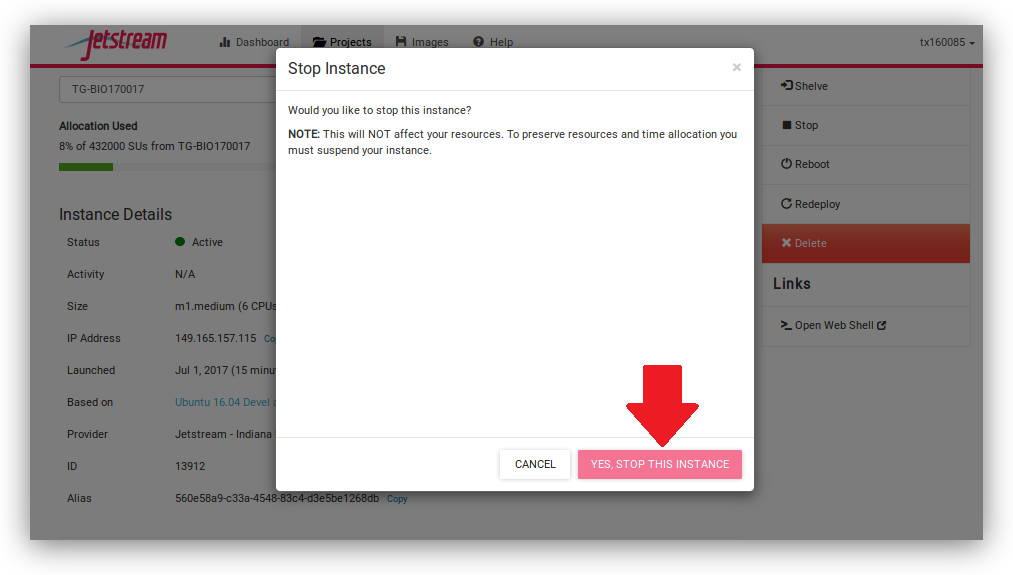 Jetstream
Dashboard
Projects
Images
Help
tx160085
Stop Instance
×
TG-BIO170017
Would you like to stop this instance?
NOTE: This will NOT affect your resources. To preserve resources and time allocation you
must suspend your instance.
Allocation Used
8% of 432000 SUs from TG-BIO170017
Instance Details
Status
Active
Activity
N/A
Size
m1.medium (6 CPUs
IP Address
149.165.157.115
Launched
Jul 1, 2017 (15 minu
Based on
Ubuntu 16.04 Devel a
Provider
Jetstream - Indiana
ID
13912
Alias
560e58a9-c33a-4548-83c4-d3e5be1268db Copy
CANCEL
YES, STOP THIS INSTANCE
Shelve
Stop
Reboot
Redeploy
Delete
Links
Open Web Shell